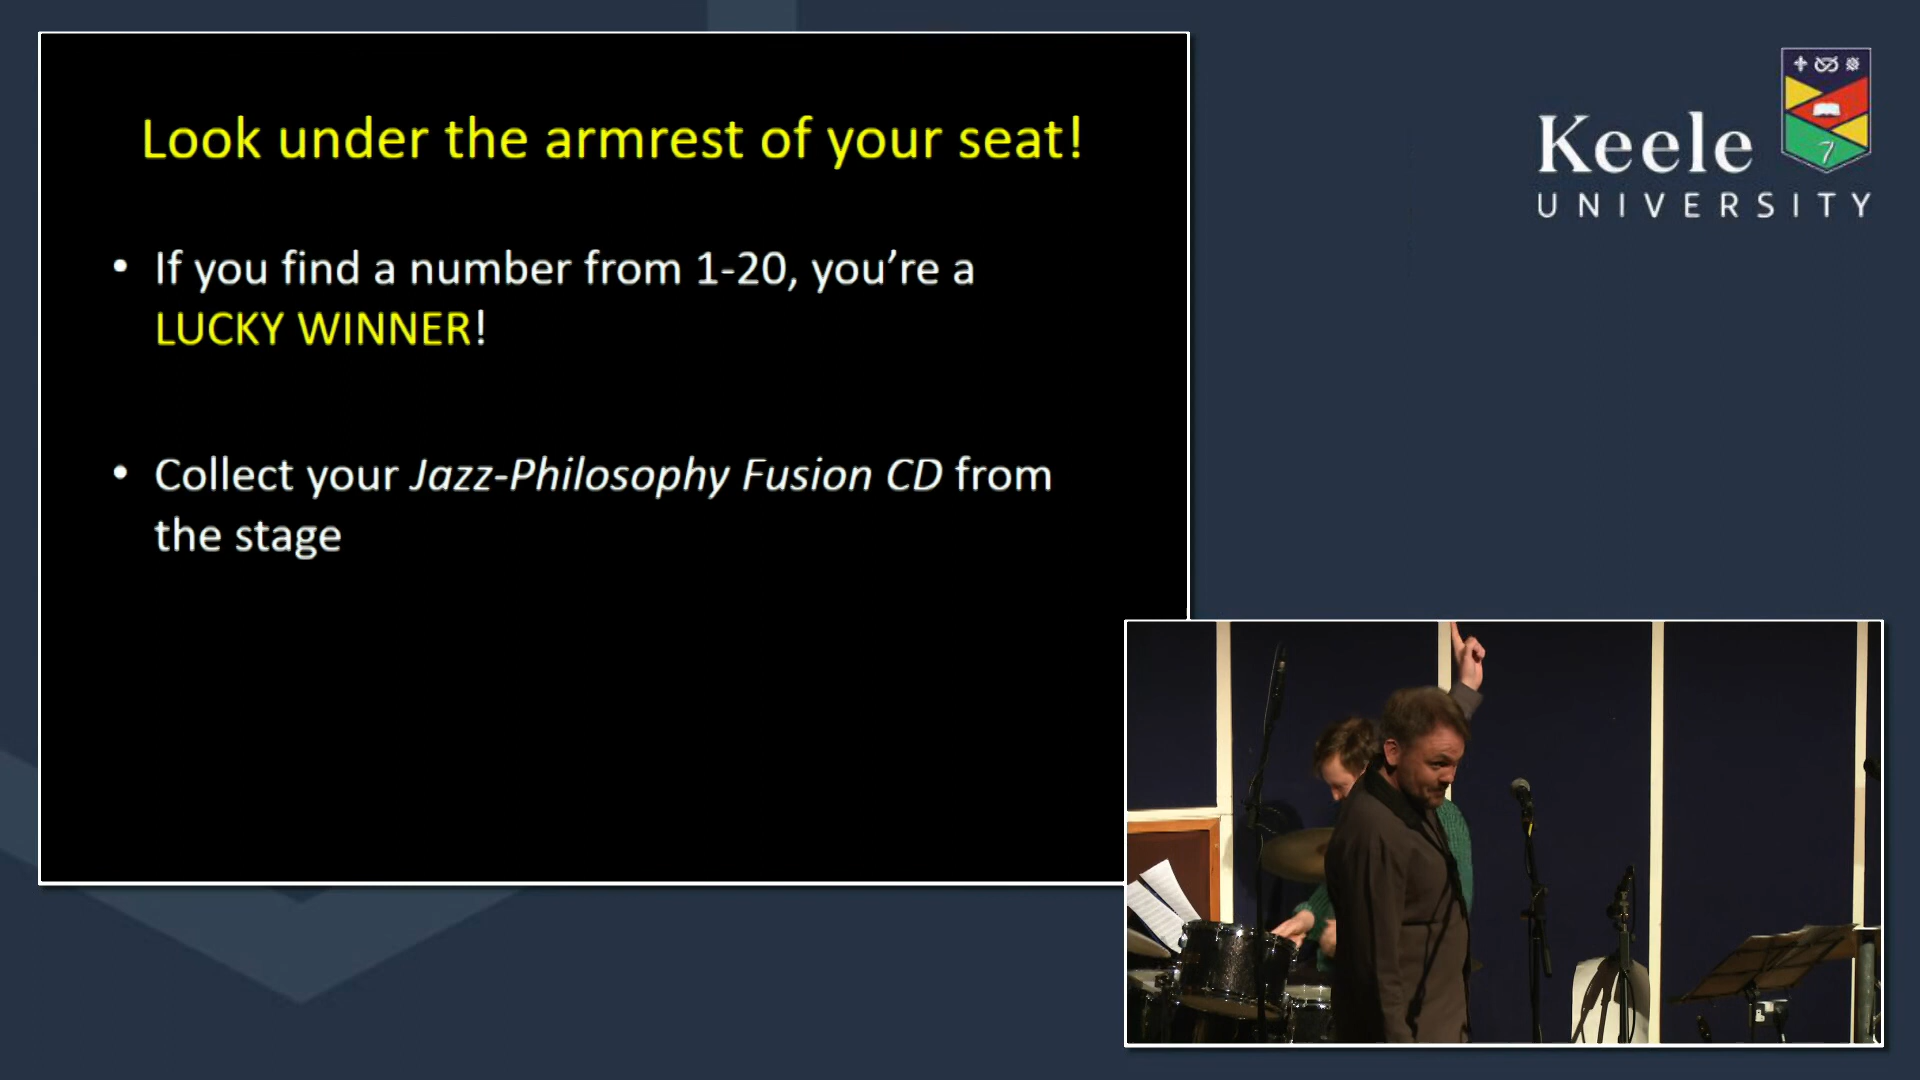 Look under the armrest of your seat!
• If you find a number from 1-20, you’re a
LUCKY WINNER!
• Collect your Jazz-Philosophy Fusion CD from
the stage
Keele
UNIVERSITY